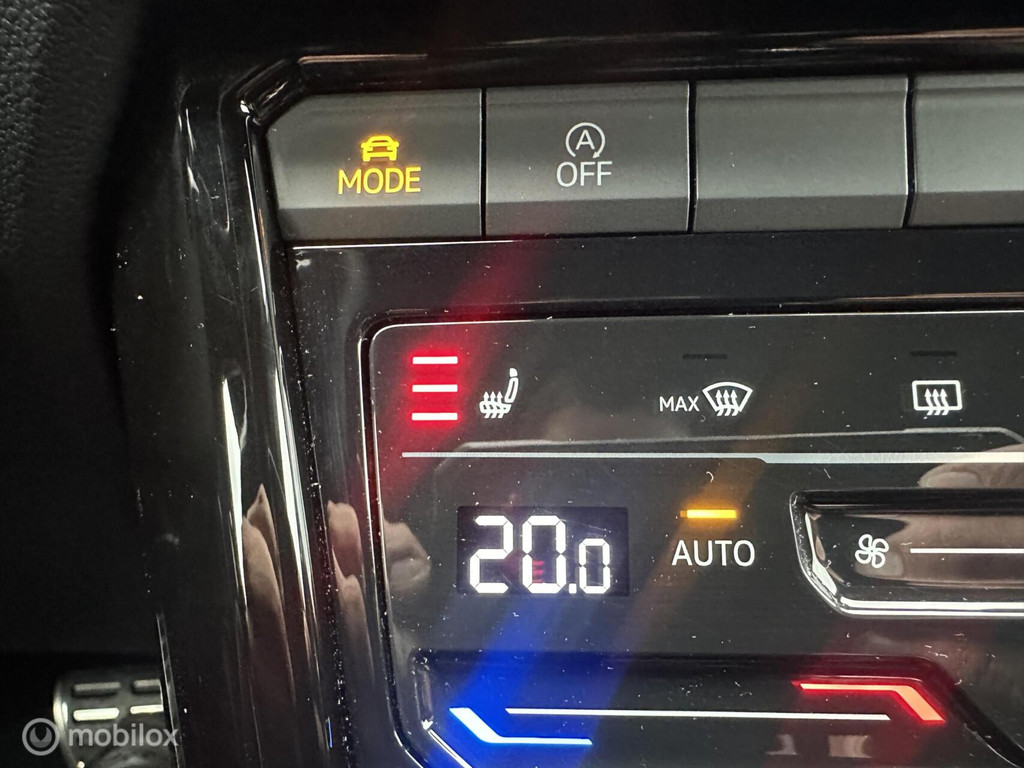 MODE
A
OFF
MAX
20.0
AUTO
mobilox